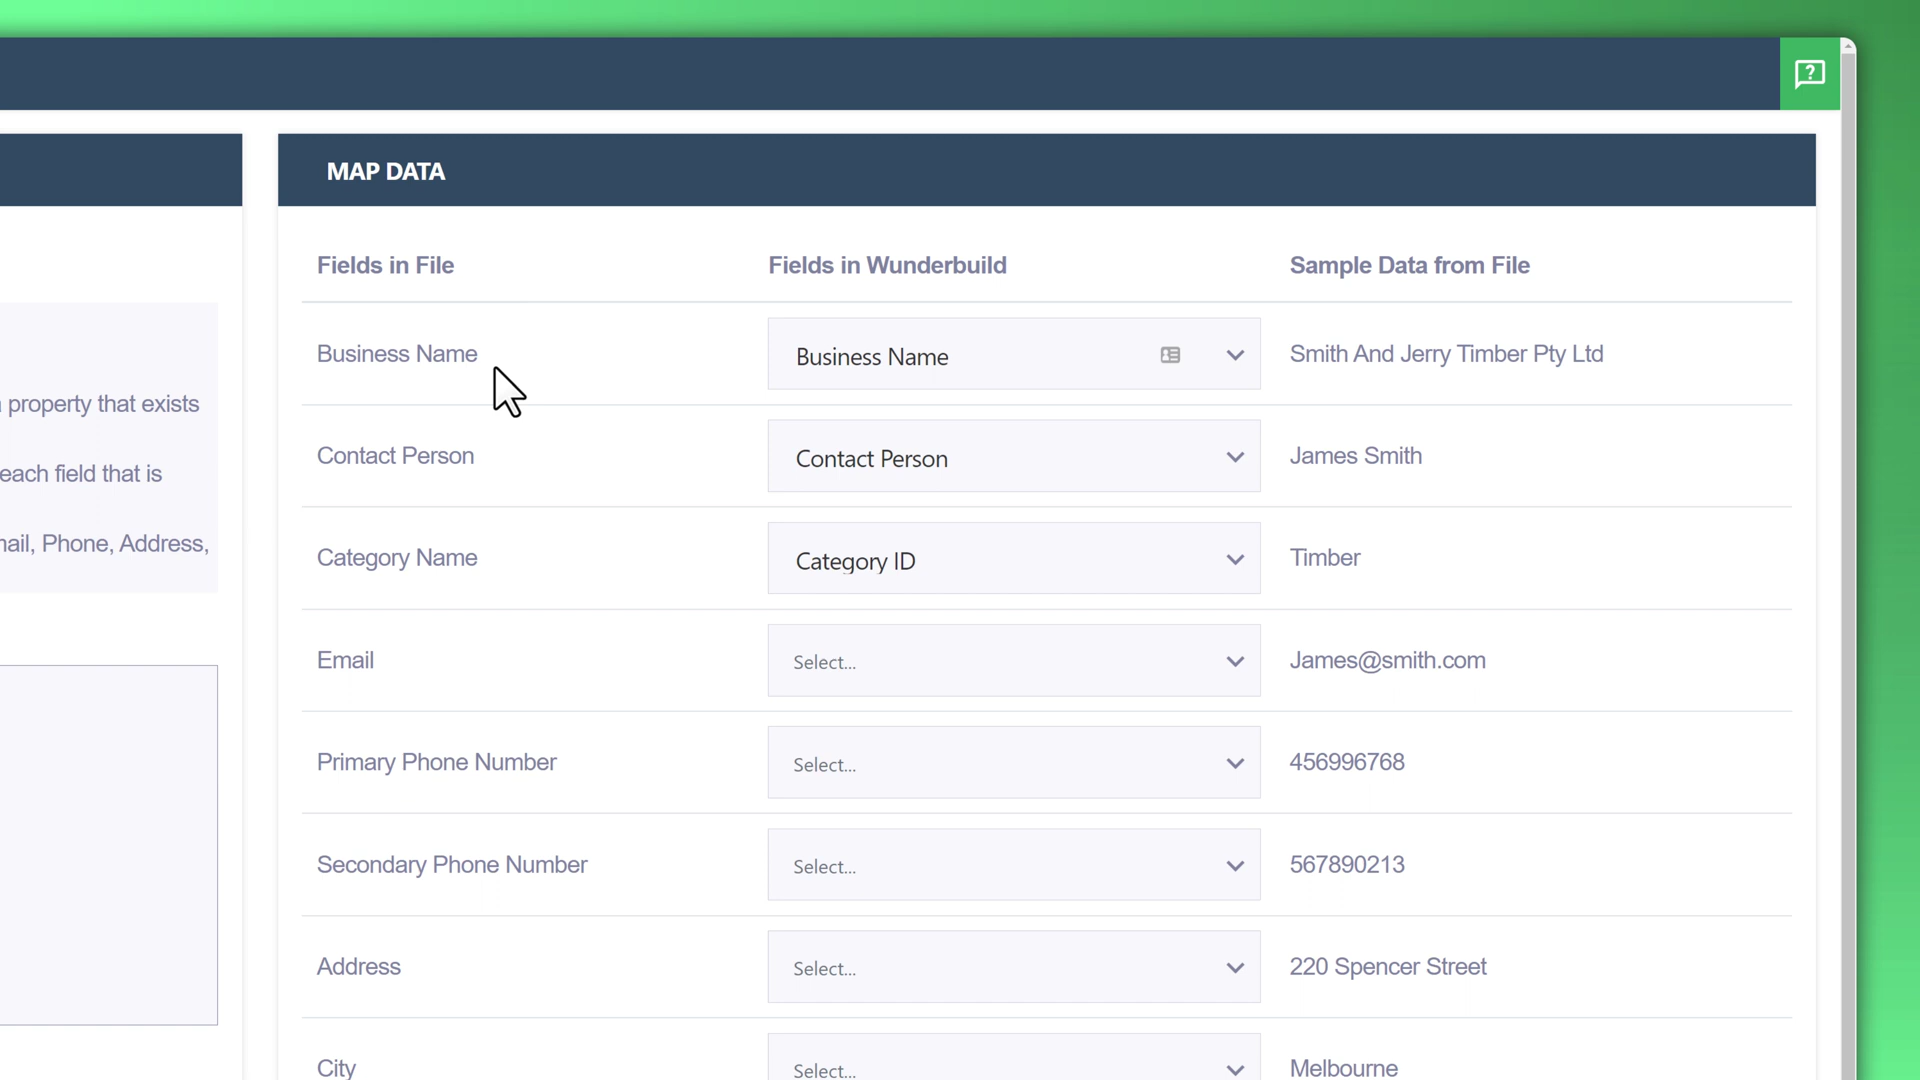 MAP DATA
Fields in File Fields in Wunderbuild Sample Data from File
Business Name Business Name Smith And Jerry Timber Pty Ltd
property that exists
Contact Person Contact Person James Smith
each field that is
Category Name Category ID Timber
Phone, Address,
Email Select... James@smith.com
Primary Phone Number Select... 456996768
Secondary Phone Number Select... 567890213
Address Select... 220 Spencer Street
City Select... Melbourne